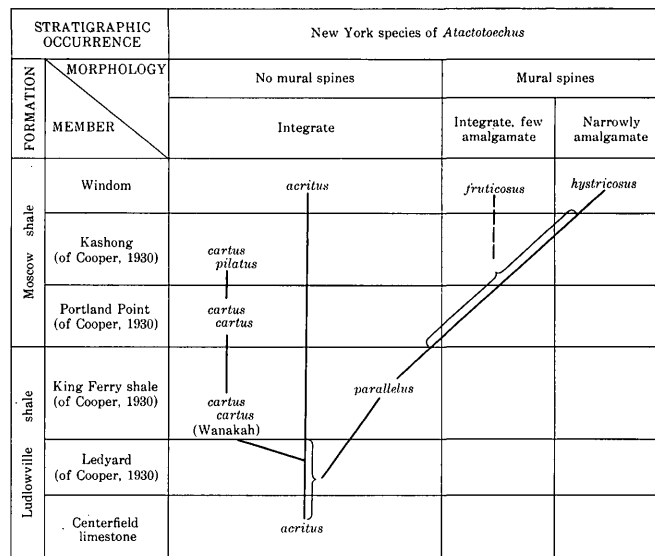 STRATIGRAPHIC
OCCURRENCE
New York species of Atactotoechus
FORMATION
MORPHOLOGY
MEMBER
No mural spines
Mural spines
Integrate
Integrate, few
amalgamate
Narrowly
amalgamate
Moscow shale
Windom
acritus
fruticosus
hystricosus
Kashong
(of Cooper, 1930)
cartus
pilatus
Portland Point
(of Cooper, 1930)
cartus
cartus
Ludlowville shale
King Ferry shale
(of Cooper, 1930)
cartus
cartus
(Wanakah)
parallelus
Ledyard
(of Cooper, 1930)
Centerfield
limestone
acritus